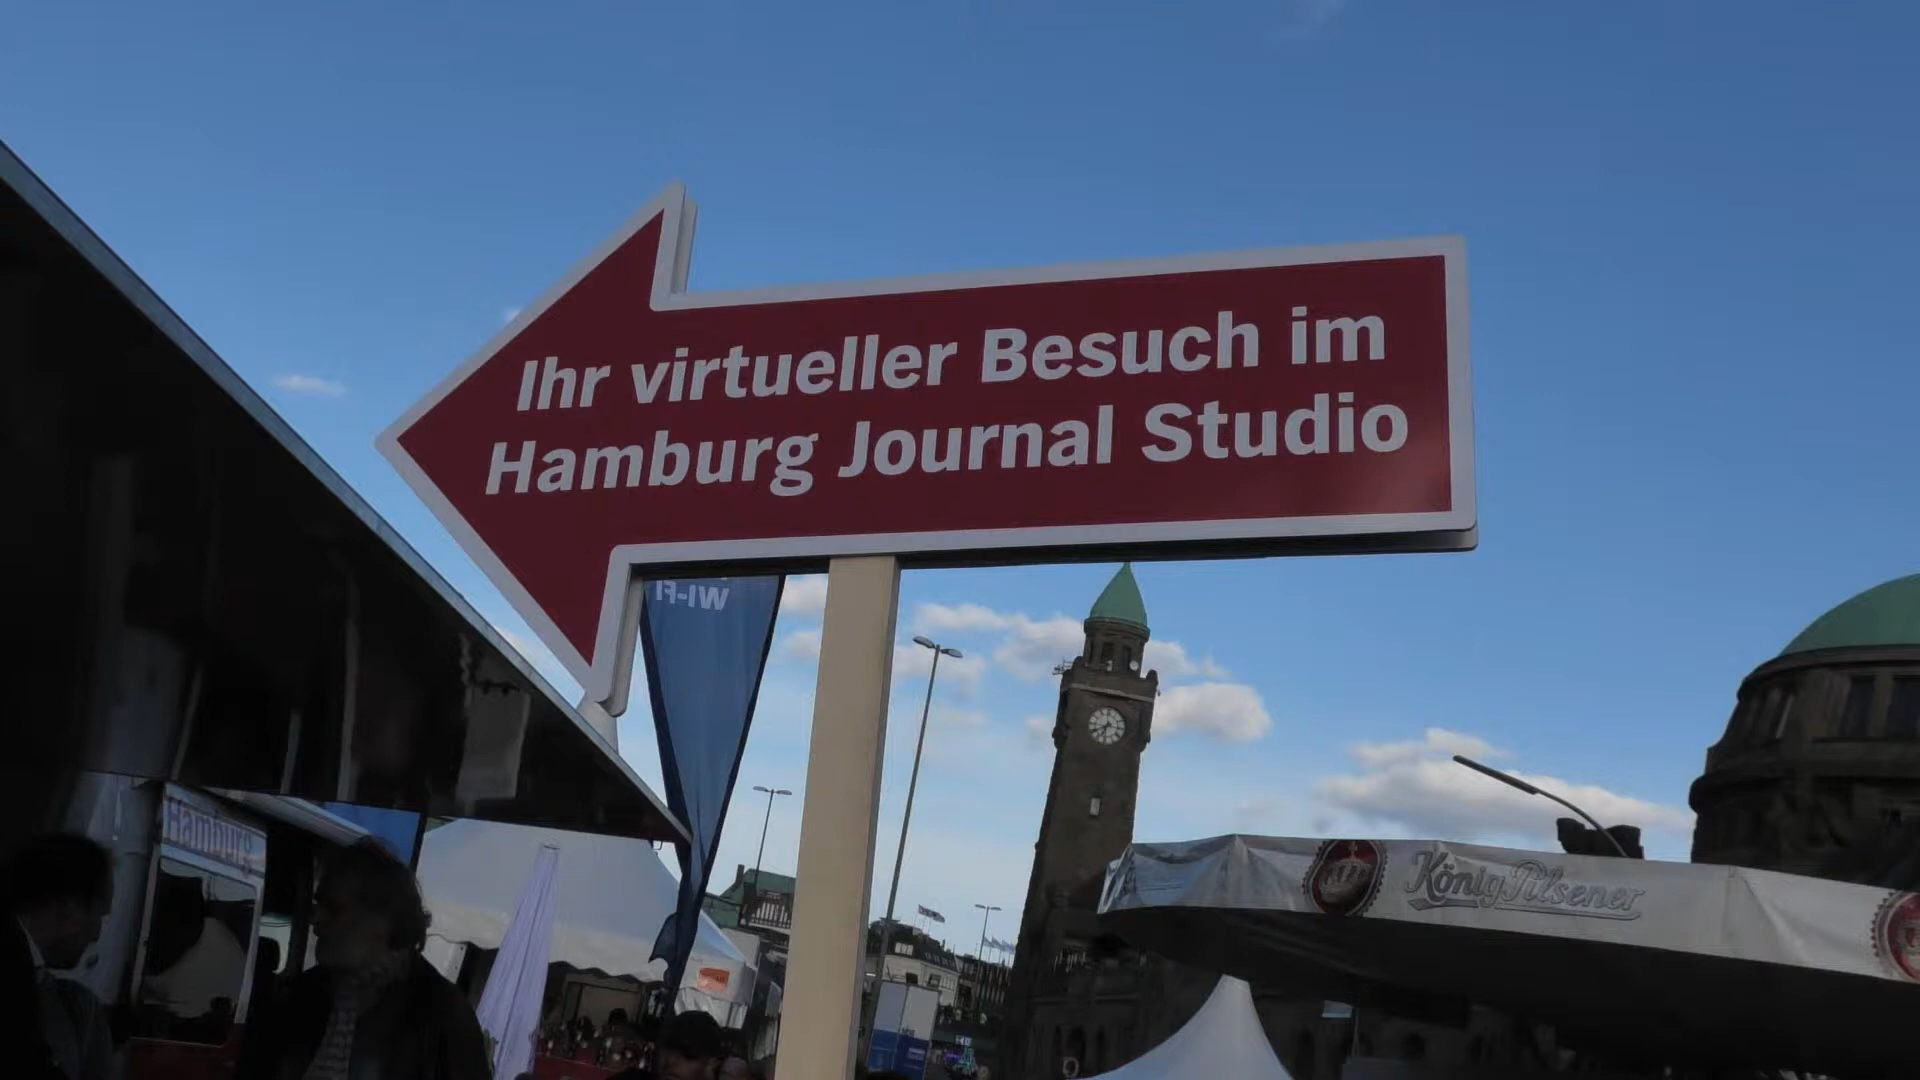 Ihr virtueller Besuch im
Hamburg Journal Studio
WI-FI
Hamburg
König Pilsener